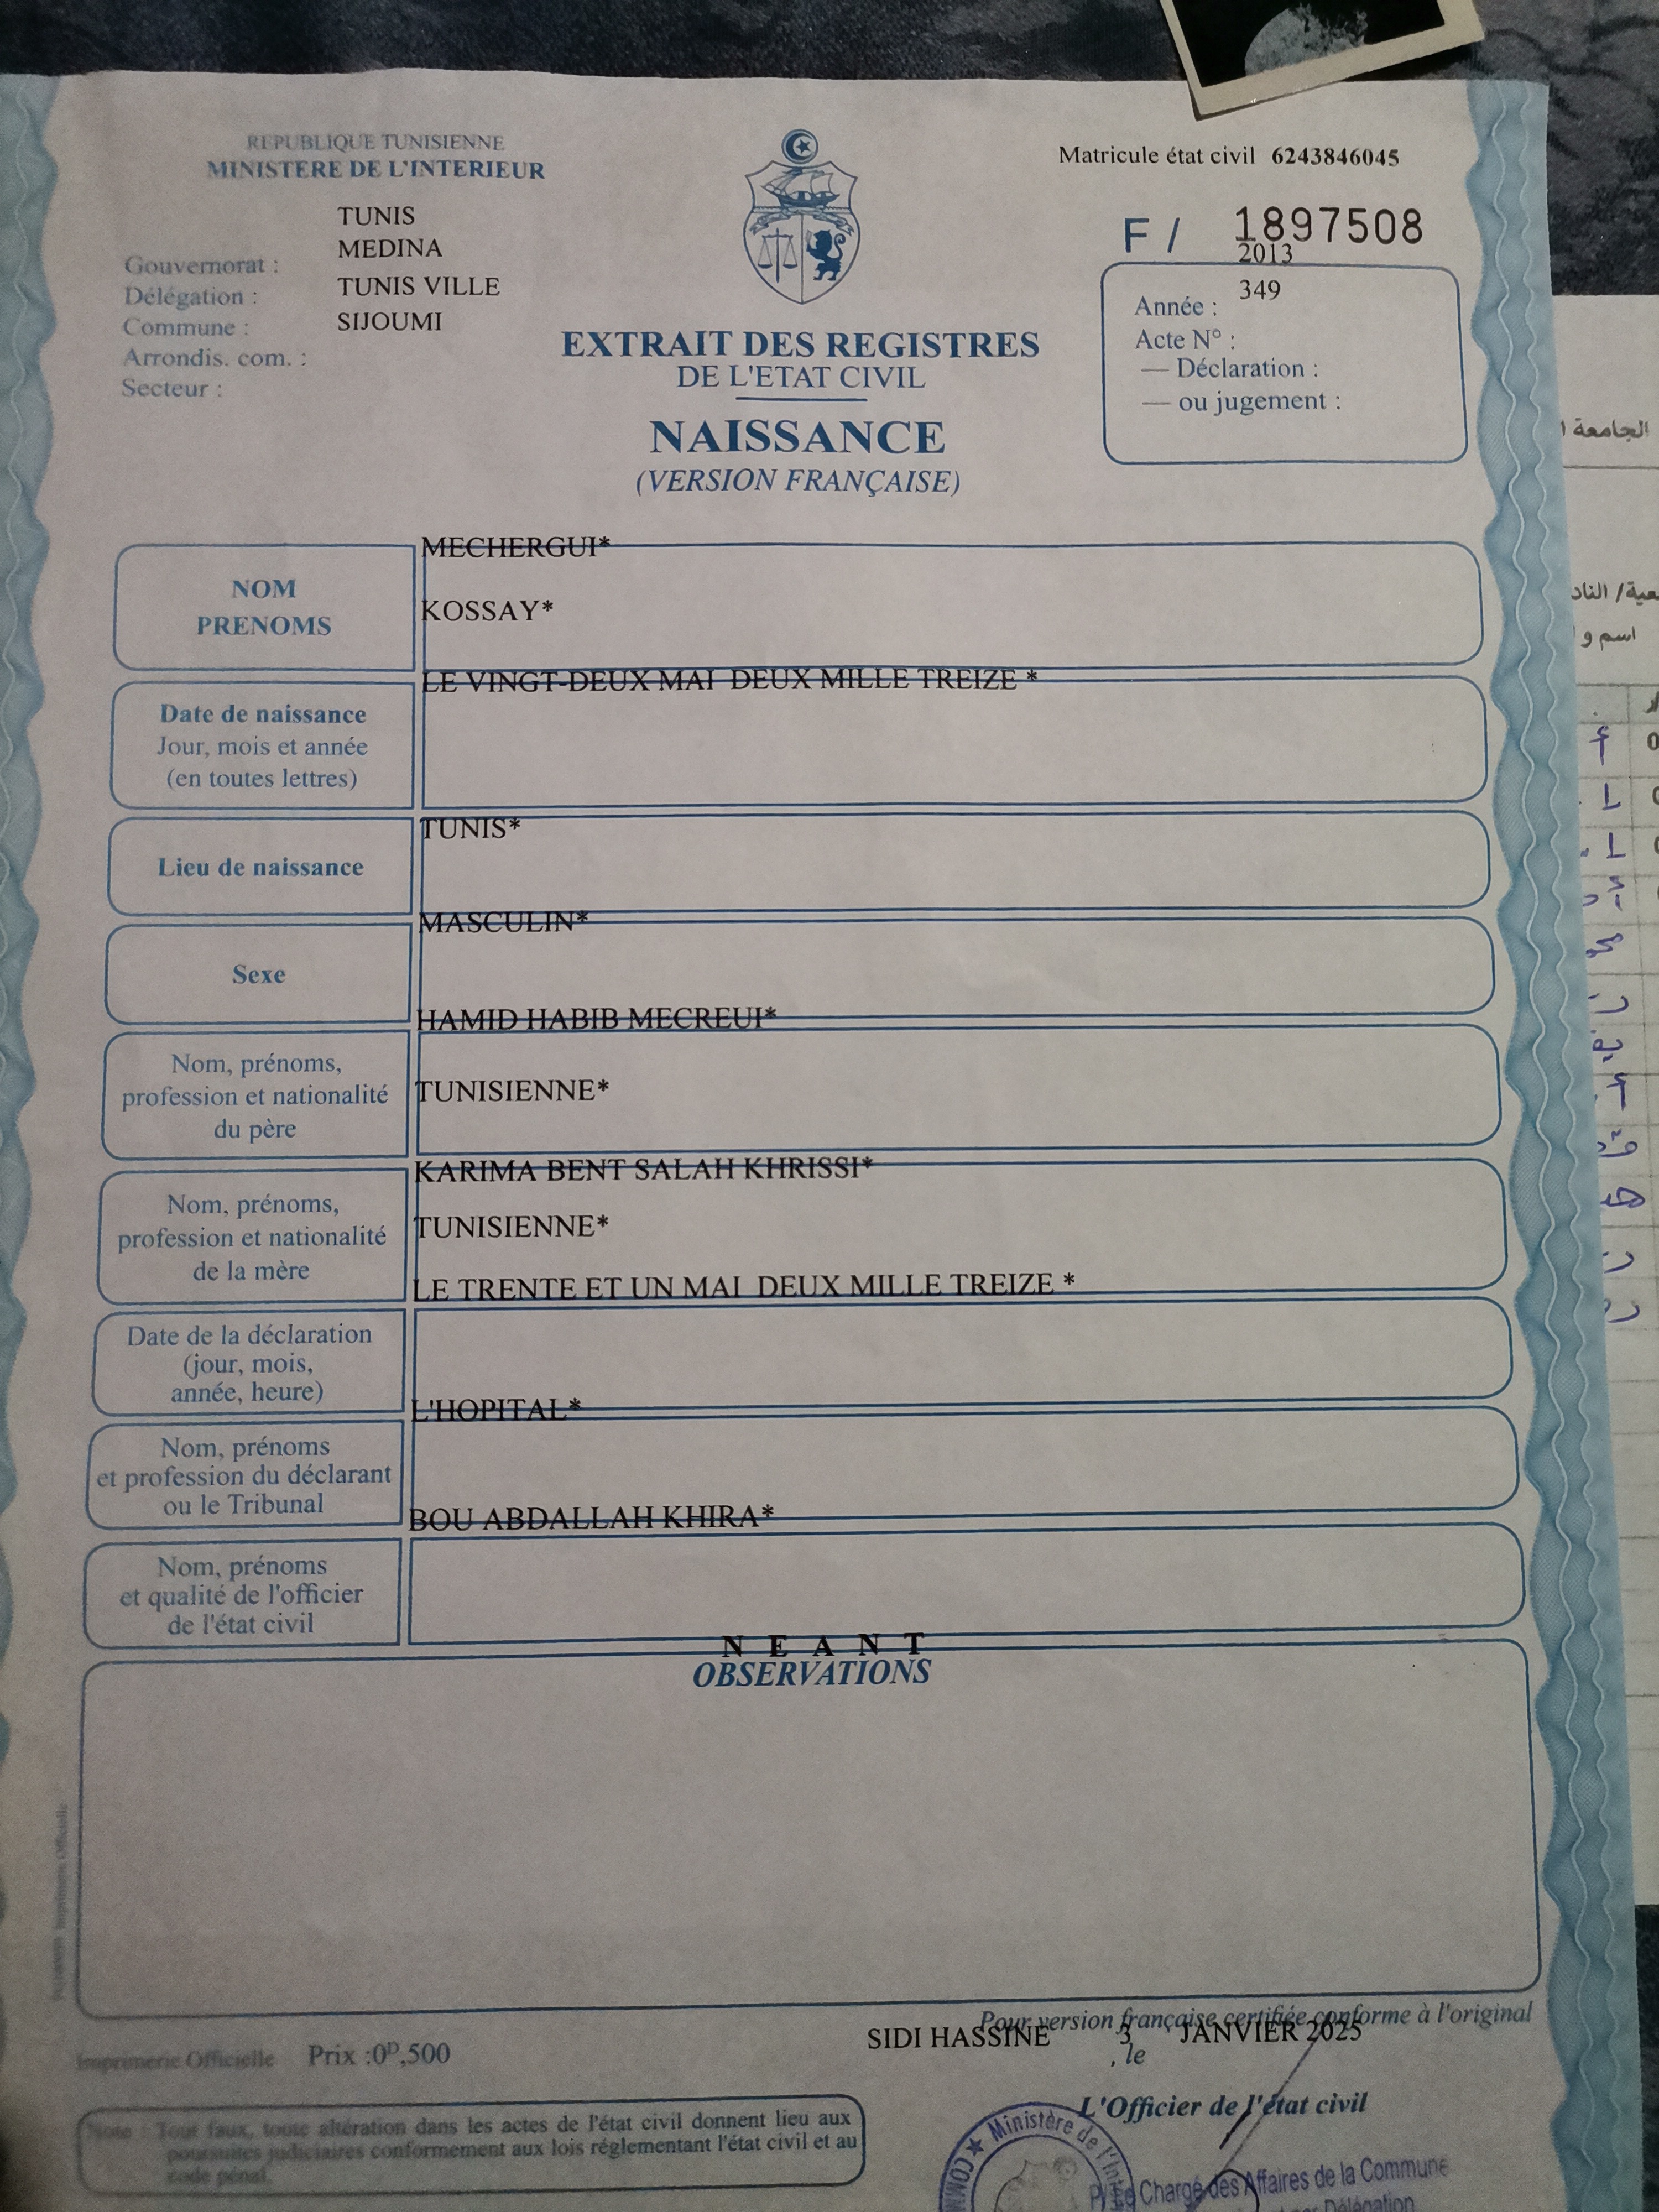 REPUBLIQUE TUNISIENNE
MINISTERE DE L'INTERIEUR
Matricule état civil 6243846045
TUNIS
MEDINA
TUNIS VILLE
SIJOUMI
Gouvernorat :
Délégation :
Commune :
Arrondis. com. :
Secteur :
F / 1897508
2013
349
Année :
Acte N° :
— Déclaration :
— ou jugement :
EXTRAIT DES REGISTRES
DE L'ETAT CIVIL
NAISSANCE
(VERSION FRANÇAISE)
NOM
PRENOMS
MECHERGUI*
KOSSAY*
LE VINGT-DEUX MAI DEUX MILLE TREIZE *
Date de naissance
Jour, mois et année
(en toutes lettres)
TUNIS*
Lieu de naissance
MASCULIN*
Sexe
HAMID HABIB MECREUI*
Nom, prénoms,
profession et nationalité
du père
TUNISIENNE*
KARIMA BENT SALAH KHRISSI*
Nom, prénoms,
profession et nationalité
de la mère
TUNISIENNE*
LE TRENTE ET UN MAI DEUX MILLE TREIZE *
Date de la déclaration
(jour, mois,
année, heure)
L'HOPITAL*
Nom, prénoms
et profession du déclarant
ou le Tribunal
BOU ABDALLAH KHIRA*
Nom, prénoms
et qualité de l'officier
de l'état civil
N E A N T
OBSERVATIONS
Pour version française certifiée conforme à l'original
SIDI HASSINE 3 JANVIER 2025
, le
Imprimerie Officielle Prix :0D,500
L'Officier de l'état civil
Note : Tout faux, toute altération dans les actes de l'état civil donnent lieu aux
poursuites judiciaires conformement aux lois réglementant l'état civil et au
code pénal.
Ministère de
Chargé des Affaires de la Commune
Délégation
الجامعة
اسم و